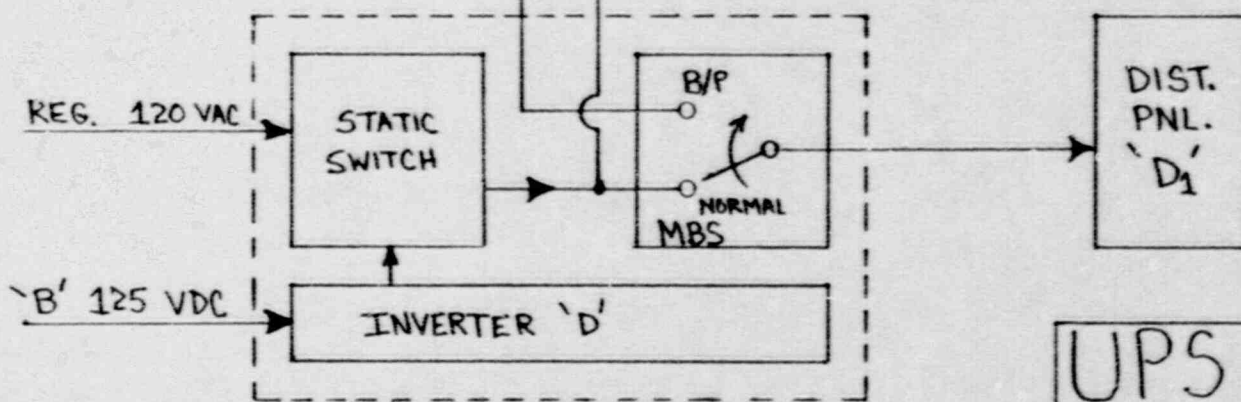 B/P
REG. 120 VAC
STATIC
SWITCH
NORMAL
MBS
DIST.
PNL.
'D1'
'B' 125 VDC
INVERTER 'D'
UPS